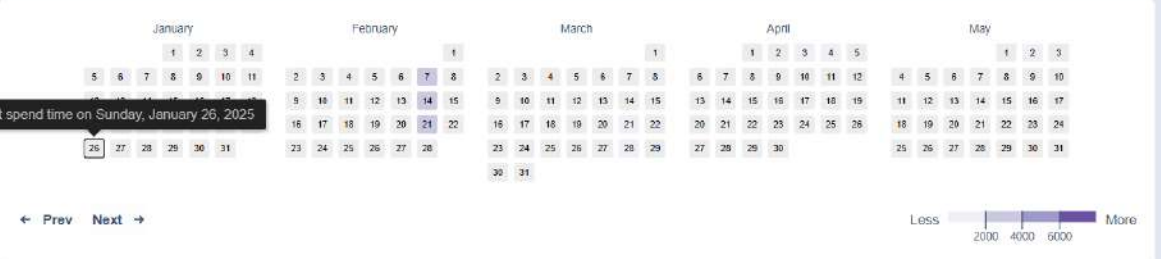 January February March April May
1 2 3 4 1 1 1 2 3 4 5 1 2 3
5 6 7 8 9 10 11 2 3 4 5 6 7 8 2 3 4 5 6 7 8 6 7 8 9 10 11 12 4 5 6 7 8 9 10
9 10 11 12 13 14 15 9 10 11 12 13 14 15 13 14 15 16 17 18 19 11 12 13 14 15 16 17
spend time on Sunday, January 26, 2025 16 17 18 19 20 21 22 16 17 18 19 20 21 22 20 21 22 23 24 25 26 18 19 20 21 22 23 24
26 27 28 29 30 31 23 24 25 26 27 28 23 24 25 26 27 28 29 27 28 29 30 25 26 27 28 29 30 31
30 31
← Prev Next → Less More
2000 4000 6000